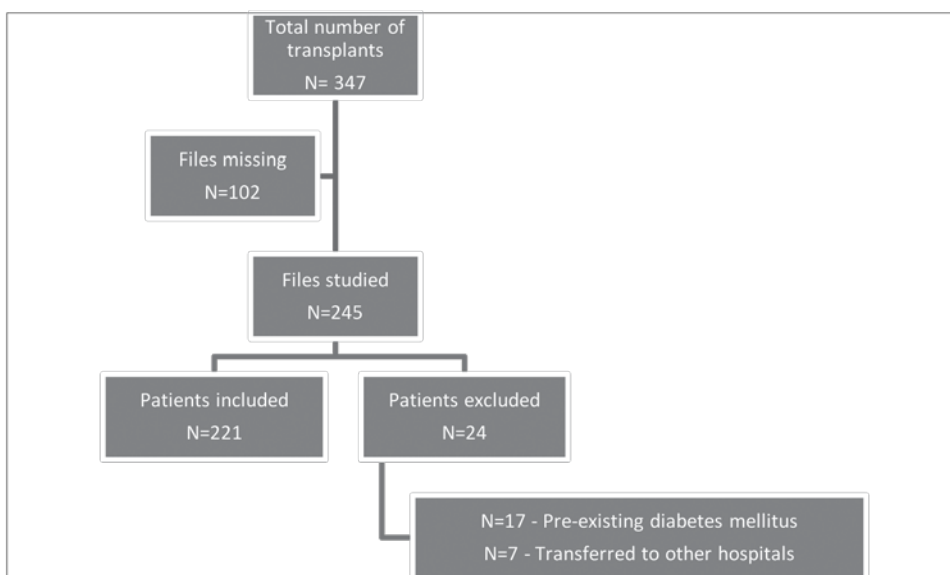 Total number of
transplants
N= 347
Files missing
N=102
Files studied
N=245
Patients included
N=221
Patients excluded
N=24
N=17 - Pre-existing diabetes mellitus
N=7 - Transferred to other hospitals